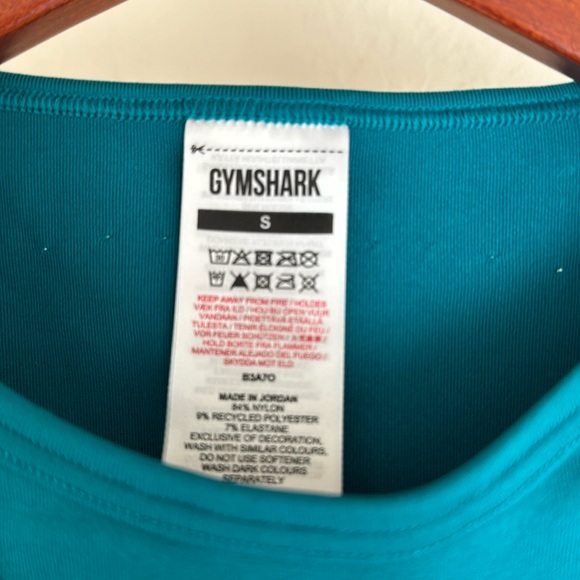 GYMSHARK
S
KEEP AWAY FROM FIRE / HOLDES
VÆK FRA ILD / HOU BIJ OPEN VUUR
VANDAAN / PIDETTÄVÄ ETÄÄLLÄ
TULESTA / TENIR ÉLOIGNÉ DU FEU /
VOR FEUER SCHÜTZEN /
HOLD BORTE FRA FLAMMER /
MANTENER ALEJADO DEL FUEGO /
SKYDDA MOT ELD
B3A7O
MADE IN JORDAN
84% NYLON
9% RECYCLED POLYESTER
7% ELASTANE
EXCLUSIVE OF DECORATION,
WASH WITH SIMILAR COLOURS,
DO NOT USE SOFTENER
WASH DARK COLOURS
SEPARATELY